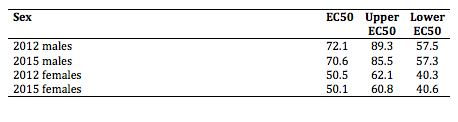 Sex EC50 Upper Lower
EC50 EC50
2012 males 72.1 89.3 57.5
2015 males 70.6 85.5 57.3
2012 females 50.5 62.1 40.3
2015 females 50.1 60.8 40.6